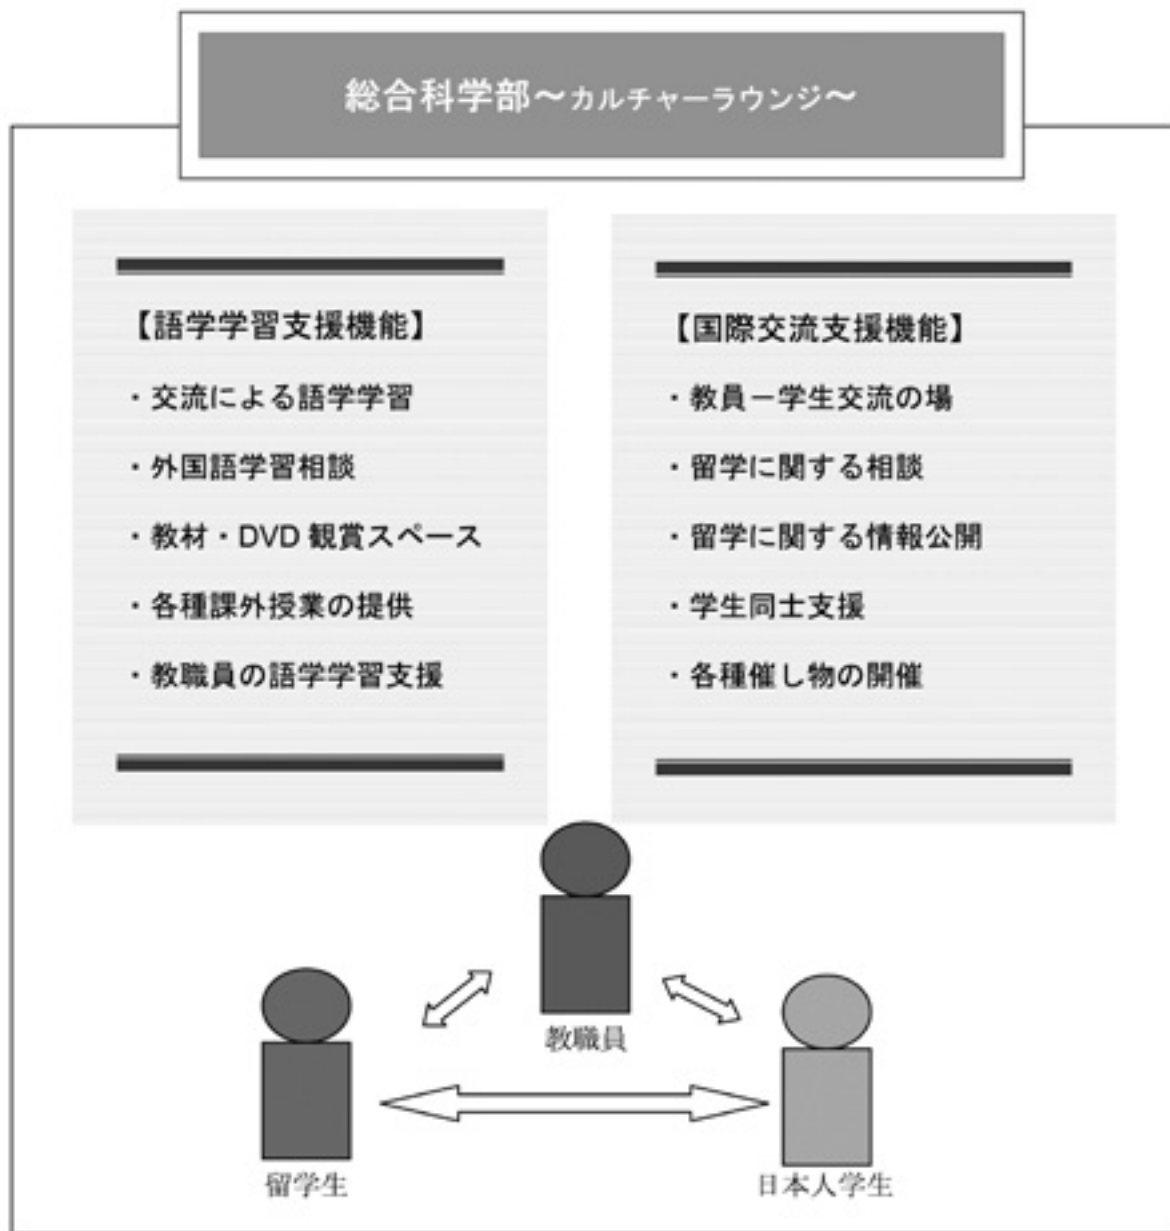 総合科学部～カルチャーラウンジ～
【語学学習支援機能】
・交流による語学学習
・外国語学習相談
・教材・DVD 観賞スペース
・各種課外授業の提供
・教職員の語学学習支援
【国際交流支援機能】
・教員－学生交流の場
・留学に関する相談
・留学に関する情報公開
・学生同士支援
・各種催し物の開催
教職員
留学生
日本人学生